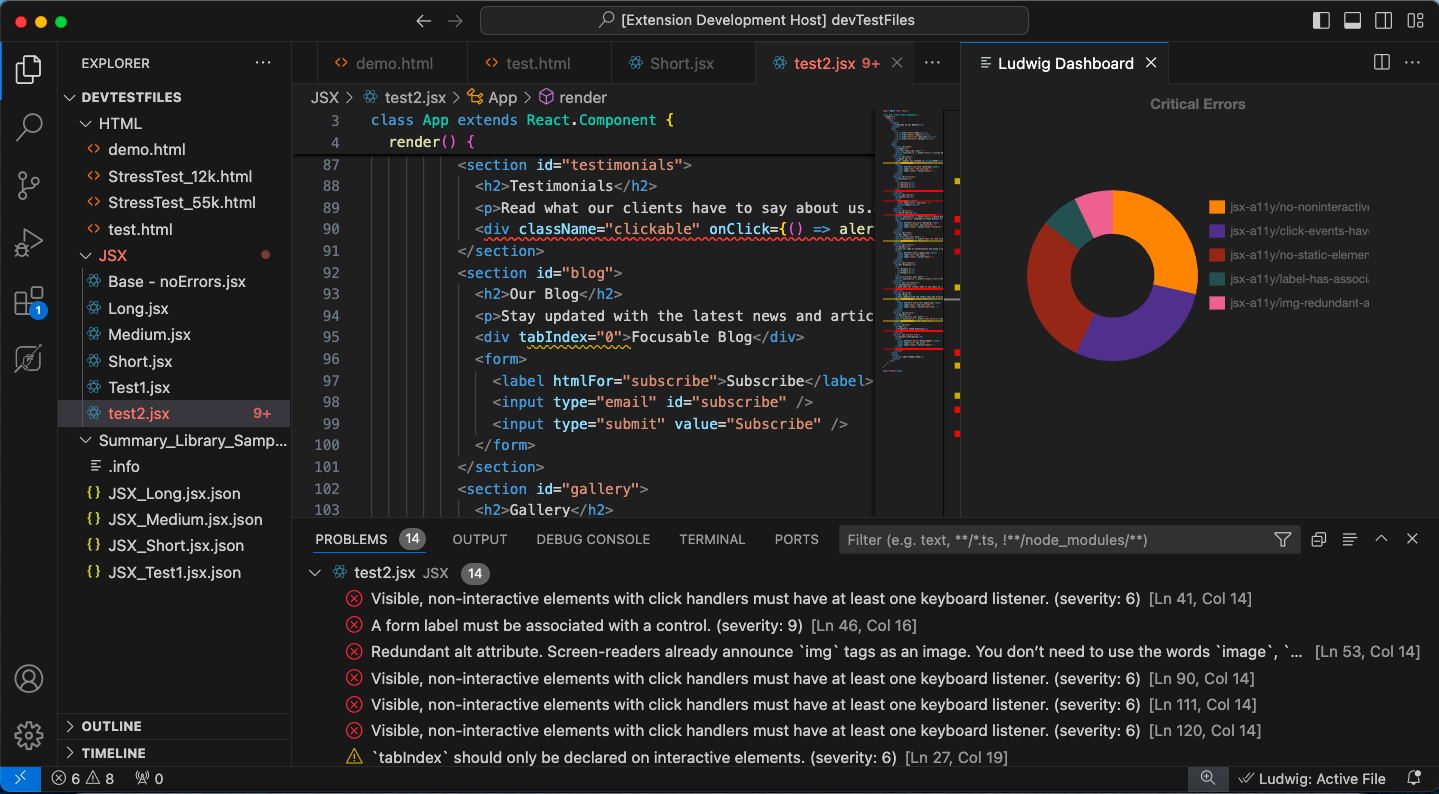 [Extension Development Host] devTestFiles
EXPLORER
DEVTESTFILES
HTML
demo.html
StressTest_12k.html
StressTest_55k.html
test.html
JSX
Base - noErrors.jsx
Long.jsx
Medium.jsx
Short.jsx
Test1.jsx
test2.jsx 9+
Summary_Library_Samp...
.info
JSX_Long.jsx.json
JSX_Medium.jsx.json
JSX_Short.jsx.json
JSX_Test1.jsx.json
OUTLINE
TIMELINE
1
demo.html test.html Short.jsx test2.jsx 9+
JSX > test2.jsx > App > render
3 class App extends React.Component {
4 render() {
87 <section id="testimonials">
88 <h2>Testimonials</h2>
89 <p>Read what our clients have to say about us.
90 <div className="clickable" onClick={() => aler
91 </section>
92 <section id="blog">
93 <h2>Our Blog</h2>
94 <p>Stay updated with the latest news and artic
95 <div tabIndex="0">Focusable Blog</div>
96 <form>
97 <label htmlFor="subscribe">Subscribe</label>
98 <input type="email" id="subscribe" />
99 <input type="submit" value="Subscribe" />
100 </form>
101 </section>
102 <section id="gallery">
103 <h2>Gallery</h2>
Ludwig Dashboard
Critical Errors
jsx-a11y/no-noninteractive
jsx-a11y/click-events-hav
jsx-a11y/no-static-elemen
jsx-a11y/label-has-associ
jsx-a11y/img-redundant-a
PROBLEMS 14 OUTPUT DEBUG CONSOLE TERMINAL PORTS Filter (e.g. text, **/*.ts, !**/node_modules/**)
test2.jsx JSX 14
Visible, non-interactive elements with click handlers must have at least one keyboard listener. (severity: 6) [Ln 41, Col 14]
A form label must be associated with a control. (severity: 9) [Ln 46, Col 16]
Redundant alt attribute. Screen-readers already announce `img` tags as an image. You don’t need to use the words `image`, `... [Ln 53, Col 14]
Visible, non-interactive elements with click handlers must have at least one keyboard listener. (severity: 6) [Ln 90, Col 14]
Visible, non-interactive elements with click handlers must have at least one keyboard listener. (severity: 6) [Ln 111, Col 14]
Visible, non-interactive elements with click handlers must have at least one keyboard listener. (severity: 6) [Ln 120, Col 14]
`tabIndex` should only be declared on interactive elements. (severity: 6) [Ln 27, Col 19]
6 8 0 Ludwig: Active File